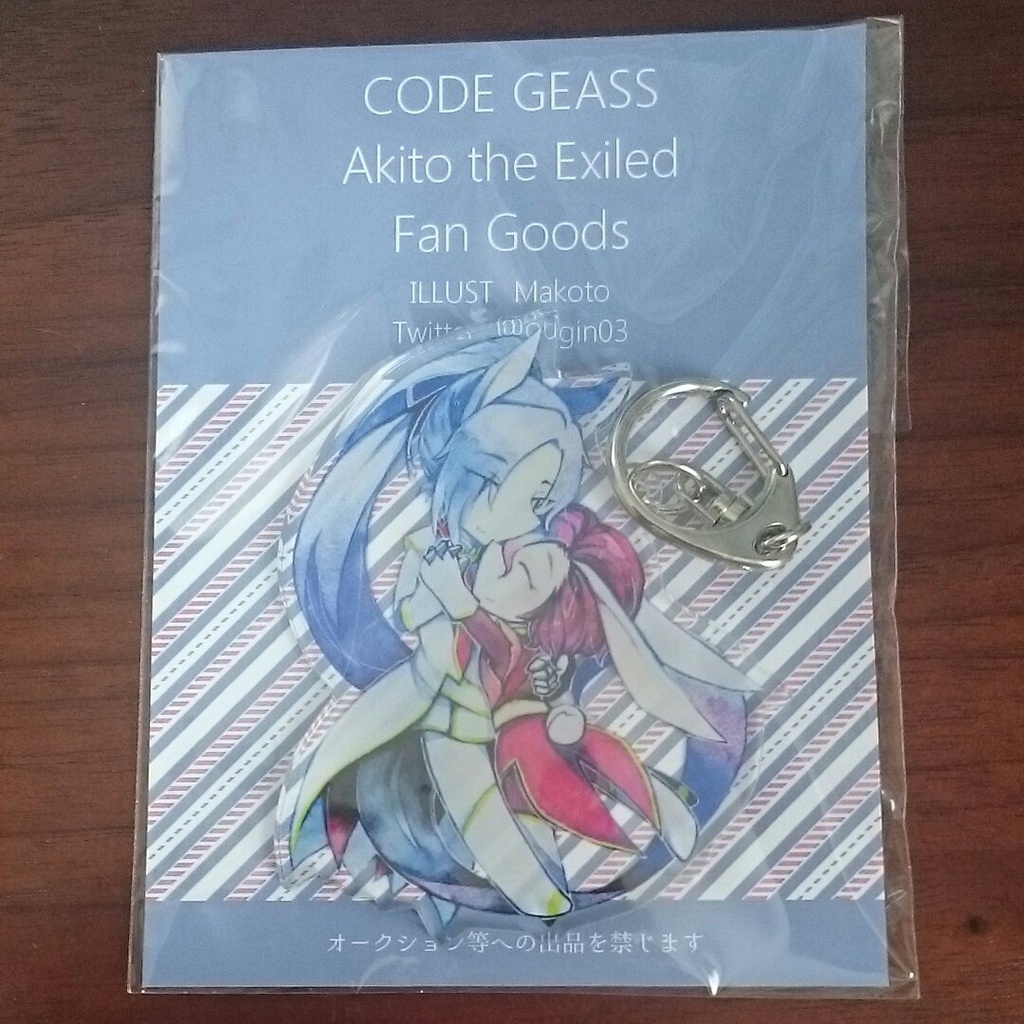 CODE GEASS
Akito the Exiled
Fan Goods
ILLUST Makoto
オークション等への出品を禁じます